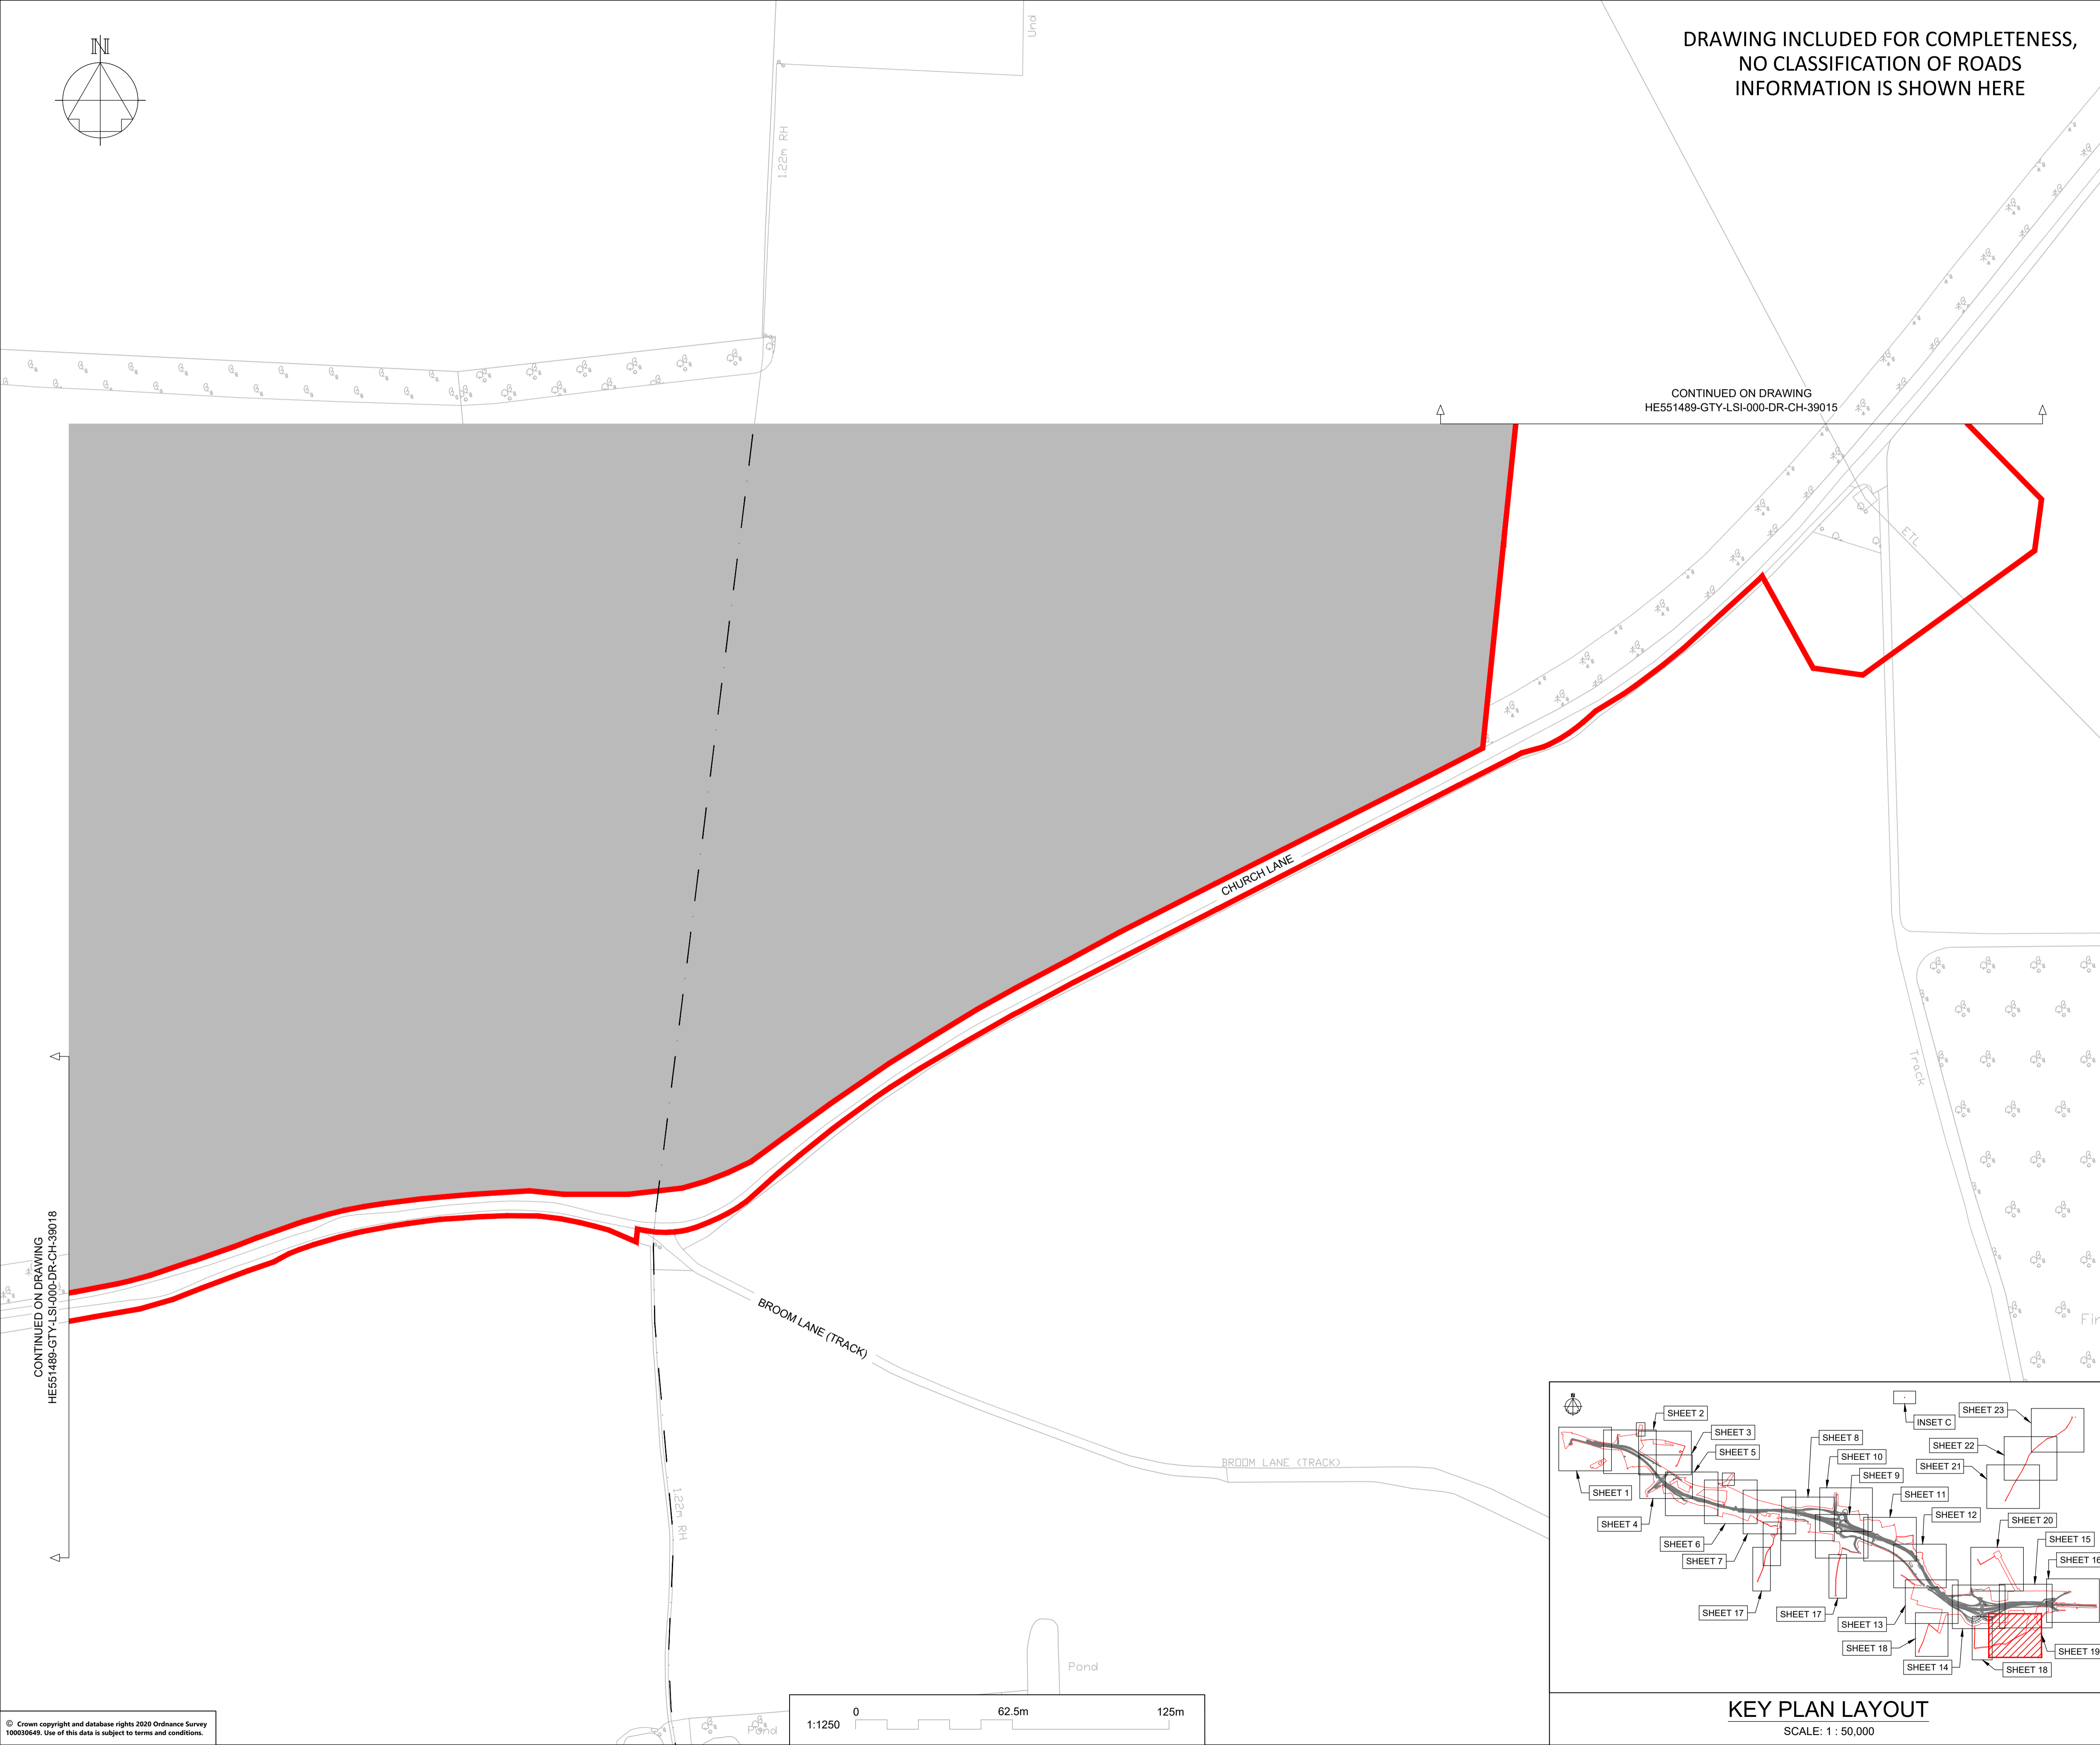 N
Und
DRAWING INCLUDED FOR COMPLETENESS,
NO CLASSIFICATION OF ROADS
INFORMATION IS SHOWN HERE
1.22m RH
CONTINUED ON DRAWING
HE551489-GTY-LSI-000-DR-CH-39015
ETL
CHURCH LANE
Track
CONTINUED ON DRAWING
HE551489-GTY-LSI-000-DR-CH-39018
BROOM LANE (TRACK)
BROOM LANE (TRACK)
1.22m RH
Pond
Pond
© Crown copyright and database rights 2020 Ordnance Survey
100030649. Use of this data is subject to terms and conditions.
1:1250
0
62.5m
125m
N
SHEET 2
SHEET 3
SHEET 5
SHEET 1
SHEET 4
SHEET 6
SHEET 7
SHEET 17
SHEET 17
SHEET 8
SHEET 10
SHEET 9
SHEET 11
SHEET 12
SHEET 13
SHEET 18
SHEET 14
SHEET 18
INSET C
SHEET 23
SHEET 22
SHEET 21
SHEET 20
SHEET 15
SHEET 16
SHEET 19
KEY PLAN LAYOUT
SCALE: 1 : 50,000